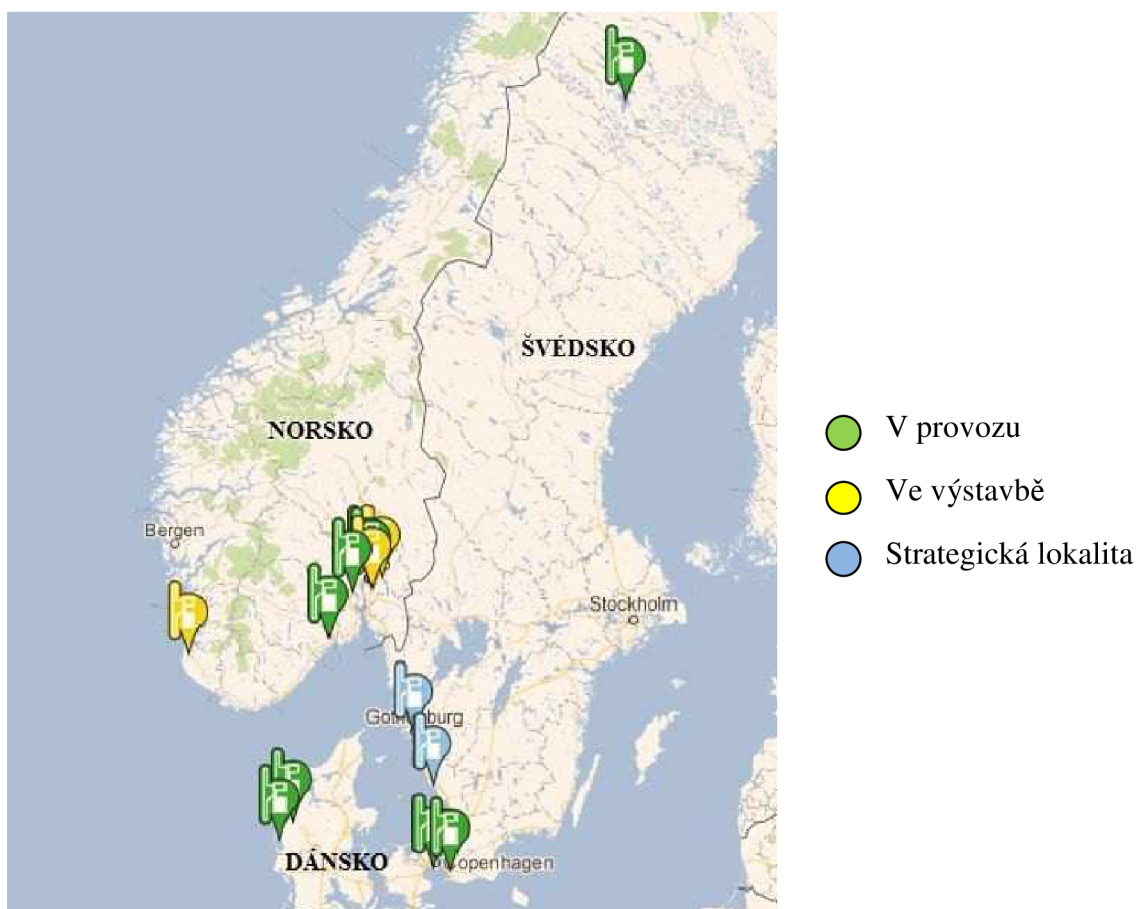 ŠVÉDSKO
NORSKO
Bergen
Stockholm
Gothenburg
DÁNSKO
Copenhagen
V provozu
Ve výstavbě
Strategická lokalita